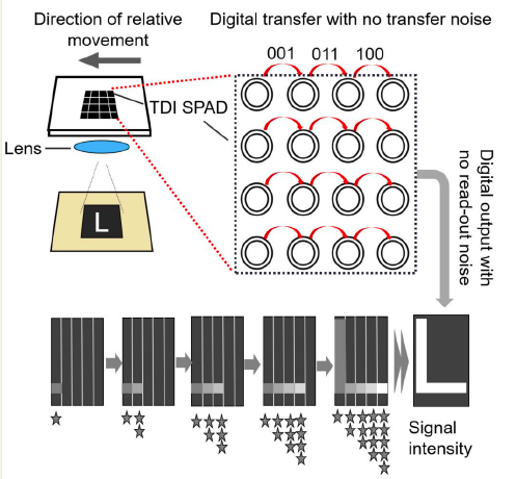 Direction of relative
movement
Digital transfer with no transfer noise
001 011 100
TDI SPAD
Lens
L
Digital output with
no read-out noise
Signal
intensity